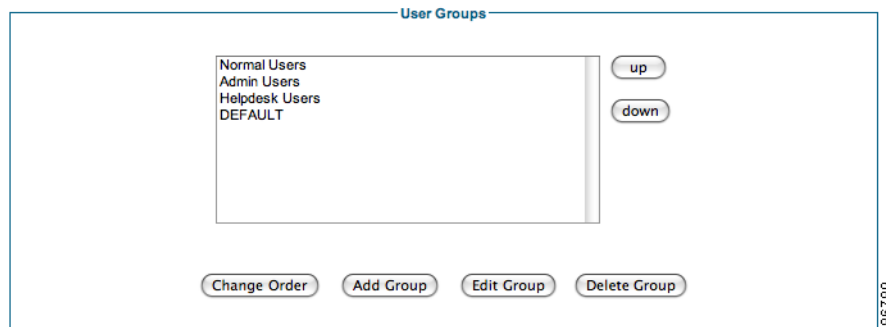 User Groups
Normal Users
Admin Users
Helpdesk Users
DEFAULT
up
down
Change Order
Add Group
Edit Group
Delete Group